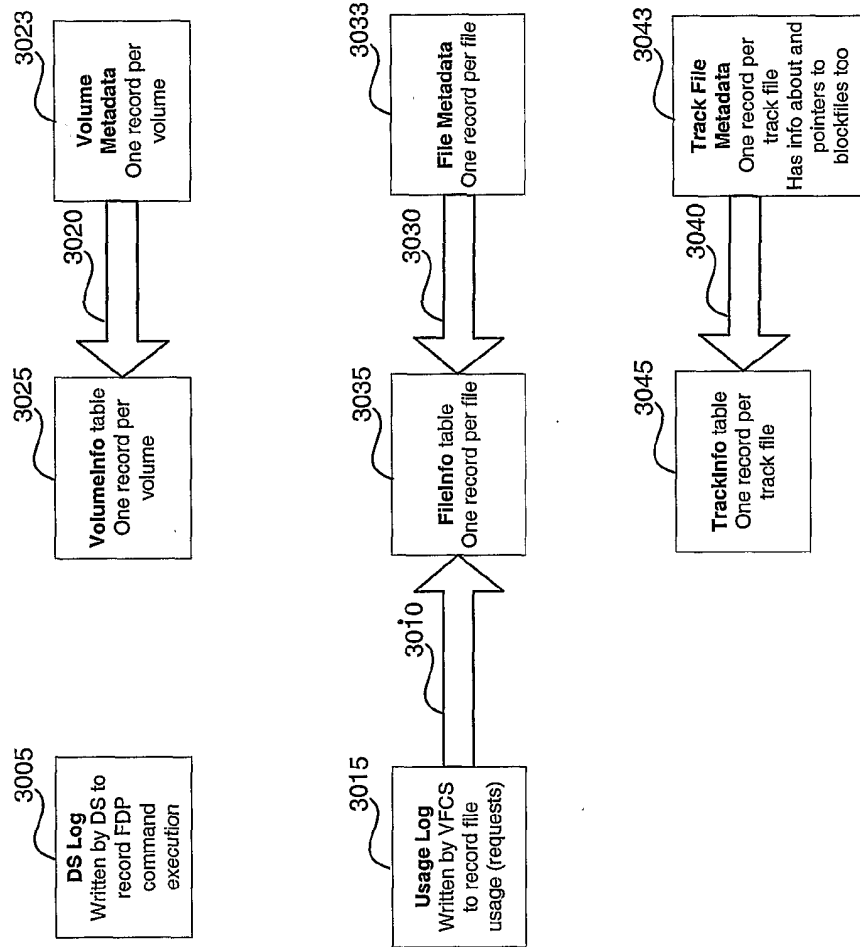 3005
DS Log
Written by DS to
record FDP
command
execution
3025
VolumeInfo table
One record per
volume
3020
3023
Volume
Metadata
One record per
volume
3015
Usage Log
Written by VFCS
to record file
usage (requests)
3010
3035
FileInfo table
One record per file
3030
3033
File Metadata
One record per file
3045
TrackInfo table
One record per
track file
3040
3043
Track File
Metadata
One record per
track file
Has info about and
pointers to
blockfiles too